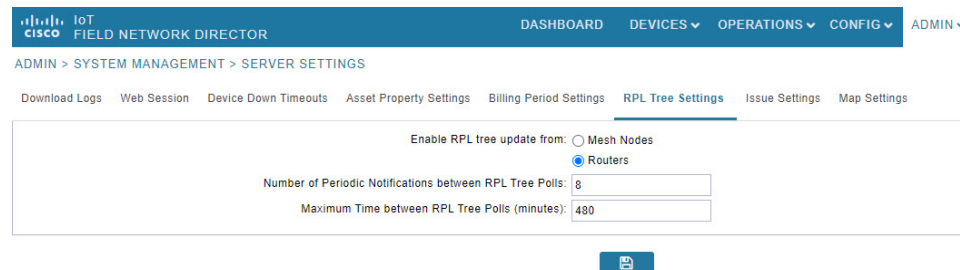 IoT
CISCO FIELD NETWORK DIRECTOR
DASHBOARD DEVICES OPERATIONS CONFIG ADMIN
ADMIN > SYSTEM MANAGEMENT > SERVER SETTINGS
Download Logs Web Session Device Down Timeouts Asset Property Settings Billing Period Settings RPL Tree Settings Issue Settings Map Settings
Enable RPL tree update from: Mesh Nodes
Routers
Number of Periodic Notifications between RPL Tree Polls: 8
Maximum Time between RPL Tree Polls (minutes): 480